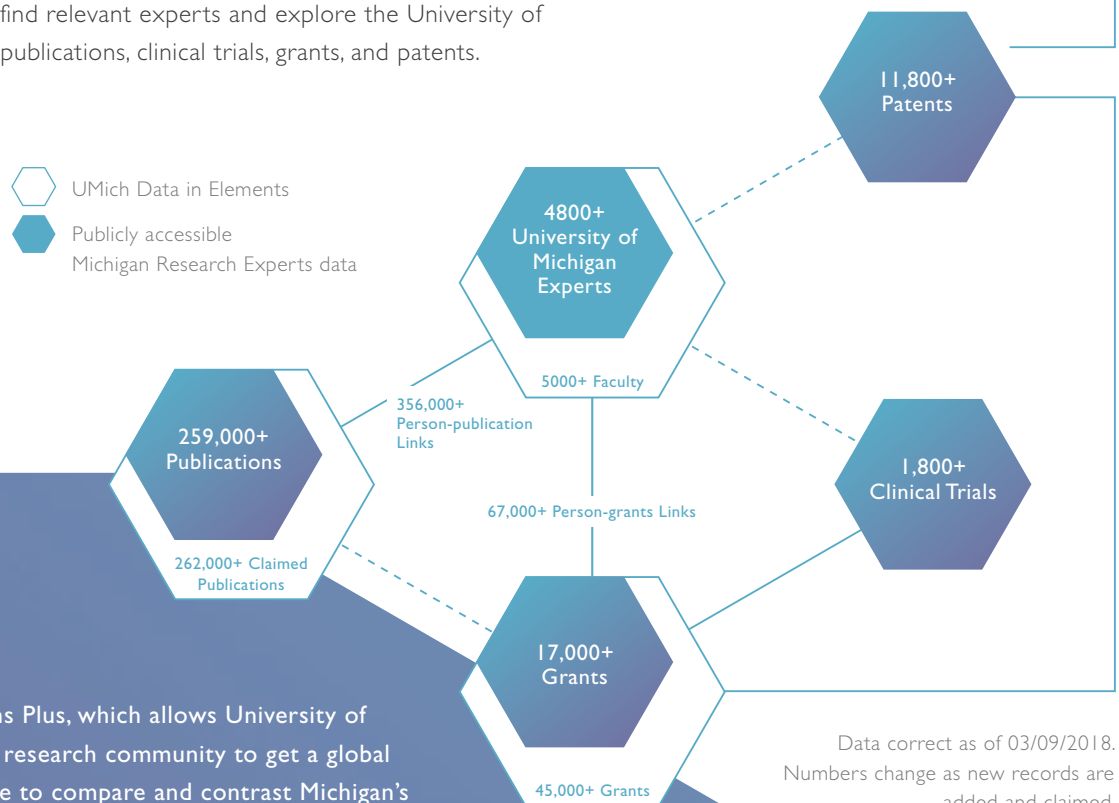 find relevant experts and explore the University of
publications, clinical trials, grants, and patents.
11,800+
Patents
UMich Data in Elements
Publicly accessible
Michigan Research Experts data
4800+
University of
Michigan
Experts
5000+ Faculty
356,000+
Person-publication
Links
259,000+
Publications
262,000+ Claimed
Publications
1,800+
Clinical Trials
67,000+ Person-grants Links
17,000+
Grants
45,000+ Grants
Plus, which allows University of
research community to get a global
to compare and contrast Michigan's
Data correct as of 03/09/2018.
Numbers change as new records are
added and claimed